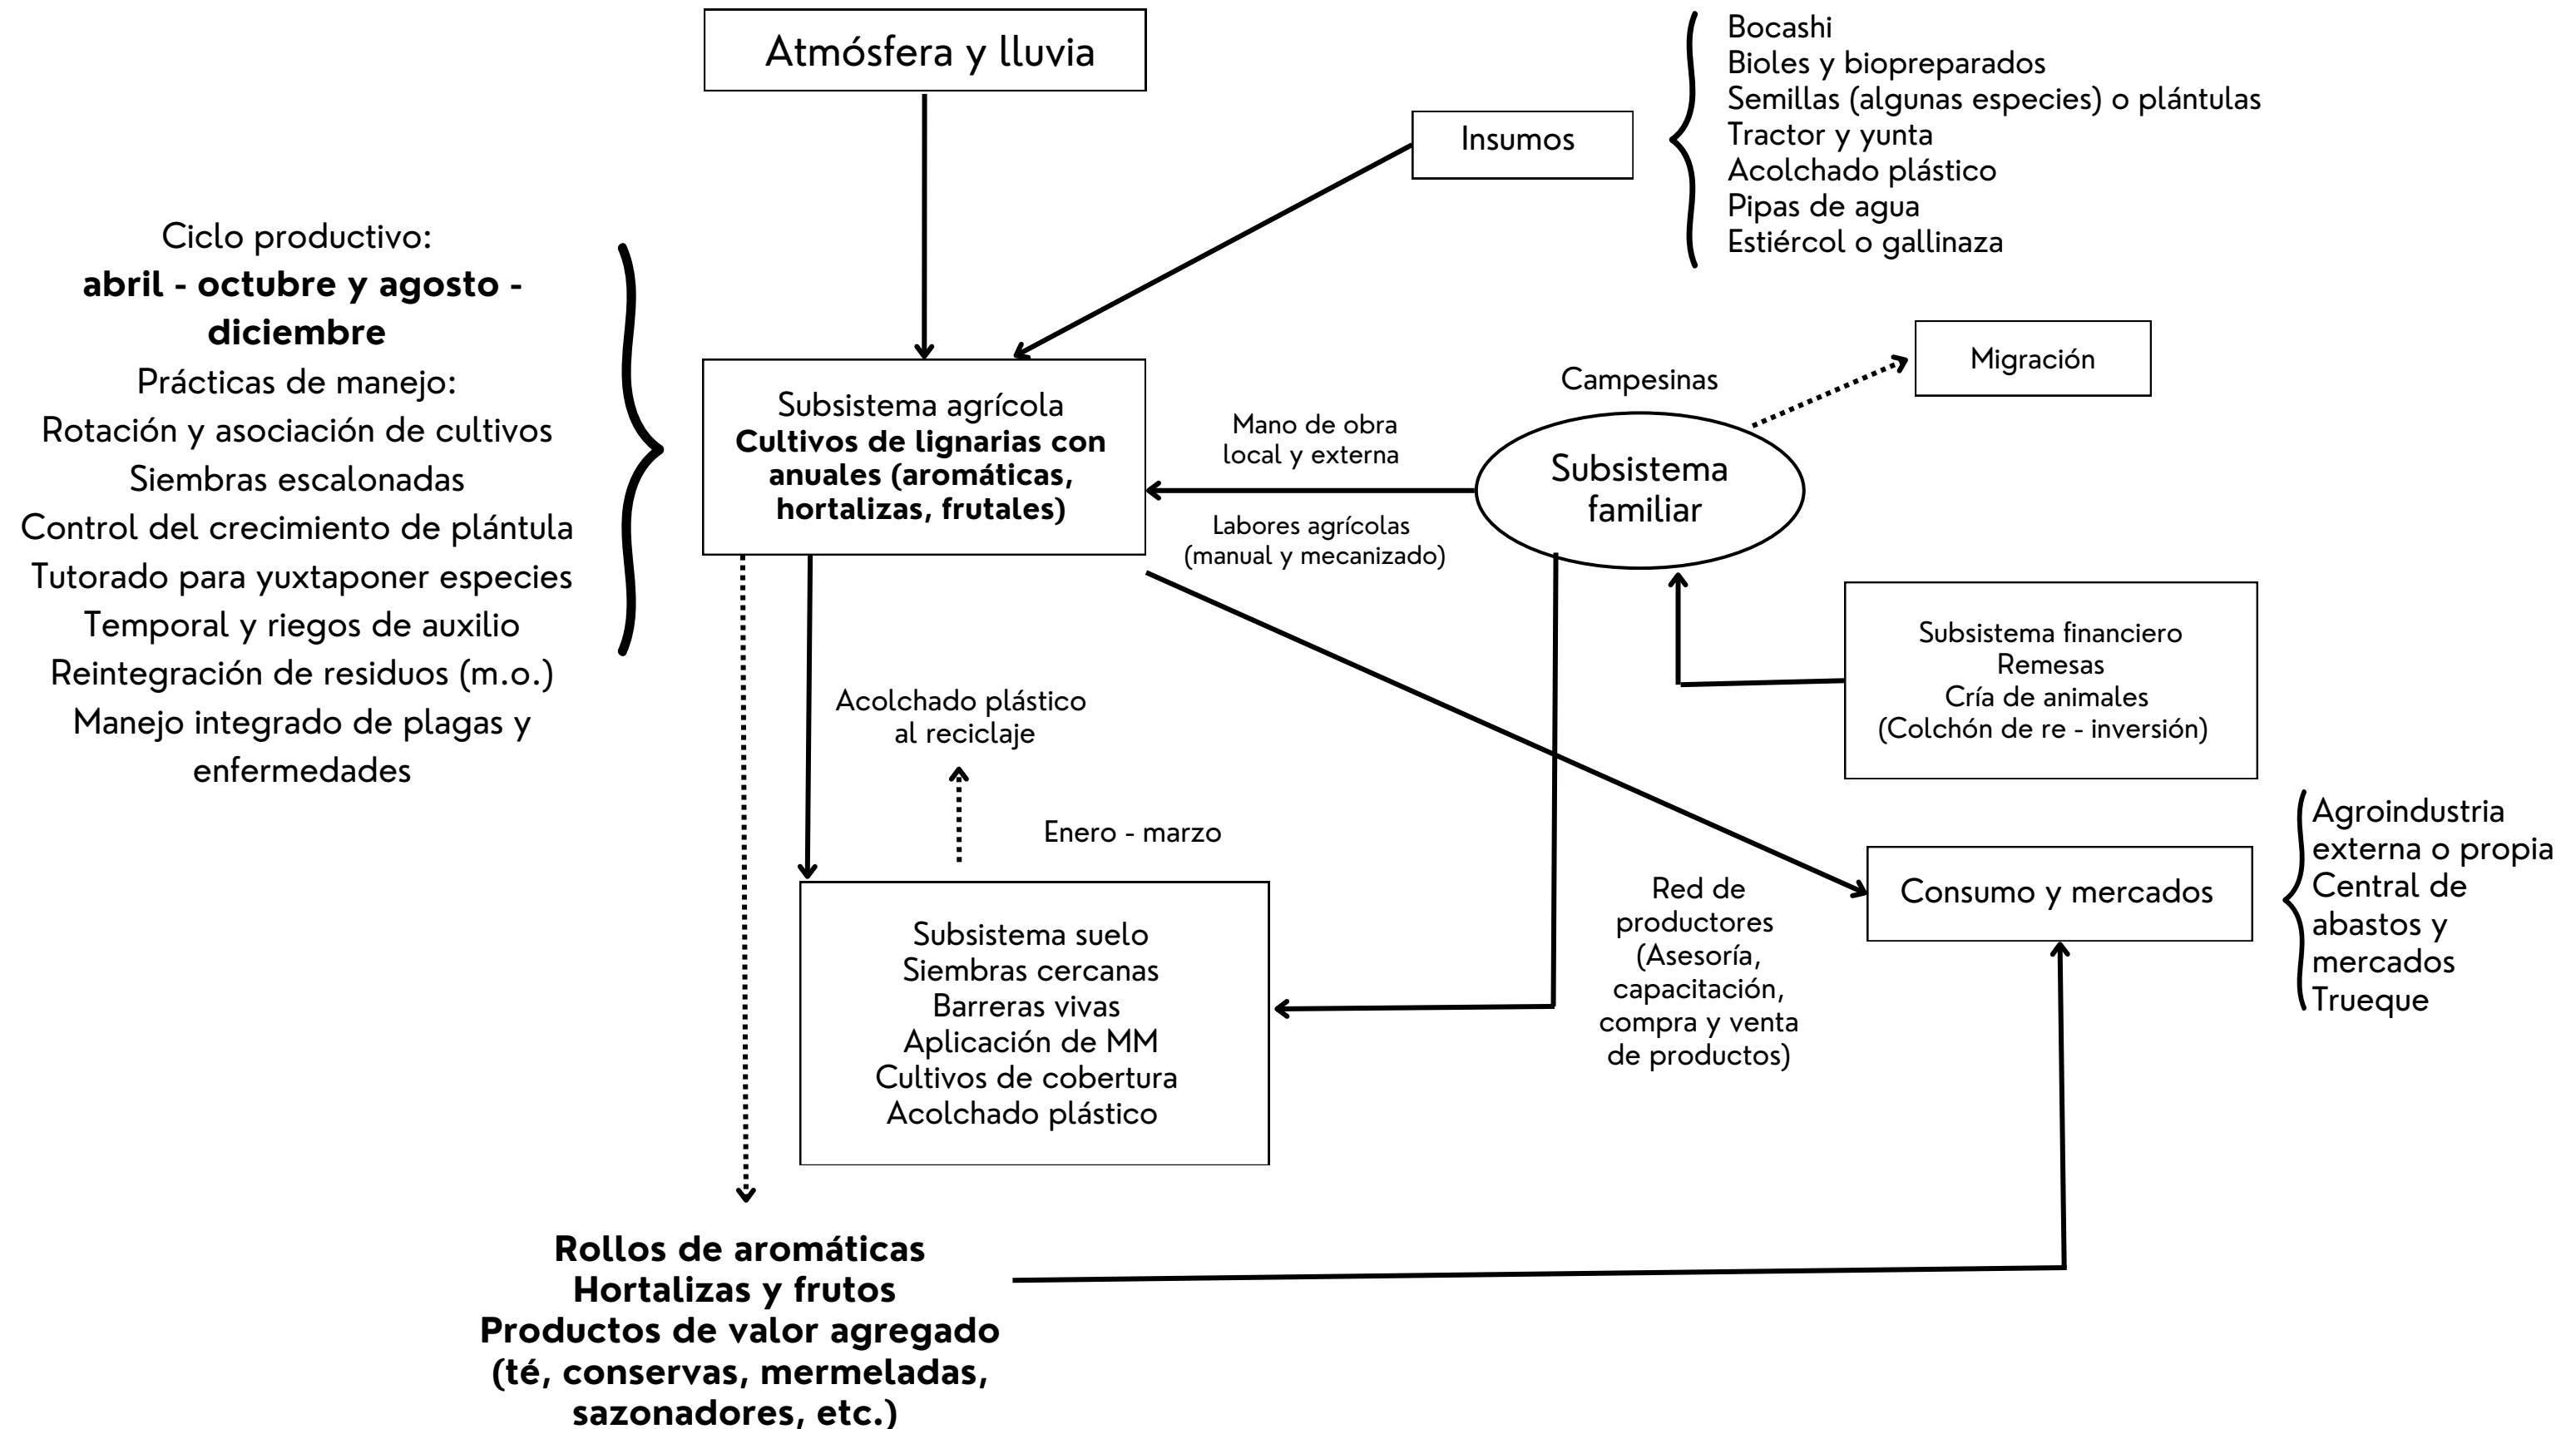 Atmósfera y lluvia
Insumos
Bocashi
Bioles y biopreparados
Semillas (algunas especies) o plántulas
Tractor y yunta
Acolchado plástico
Pipas de agua
Estiércol o gallinaza
Ciclo productivo:
abril - octubre y agosto -
diciembre
Prácticas de manejo:
Rotación y asociación de cultivos
Siembras escalonadas
Control del crecimiento de plántula
Tutorado para yuxtaponer especies
Temporal y riegos de auxilio
Reintegración de residuos (m.o.)
Manejo integrado de plagas y
enfermedades
Subsistema agrícola
Cultivos de lignarias con
anuales (aromáticas,
hortalizas, frutales)
Mano de obra
local y externa
Labores agrícolas
(manual y mecanizado)
Campesinas
Subsistema
familiar
Migración
Subsistema financiero
Remesas
Cría de animales
(Colchón de re - inversión)
Acolchado plástico
al reciclaje
Enero - marzo
Subsistema suelo
Siembras cercanas
Barreras vivas
Aplicación de MM
Cultivos de cobertura
Acolchado plástico
Red de
productores
(Asesoría,
capacitación,
compra y venta
de productos)
Consumo y mercados
Agroindustria
externa o propia
Central de
abastos y
mercados
Trueque
Rollos de aromáticas
Hortalizas y frutos
Productos de valor agregado
(té, conservas, mermeladas,
sazonadores, etc.)